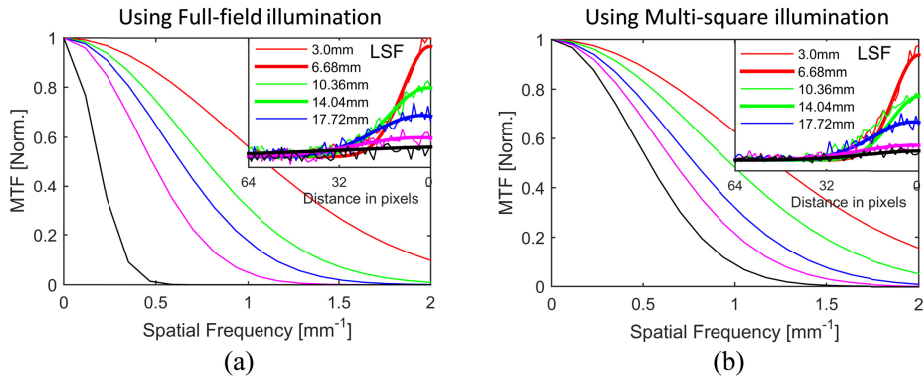 Using Full-field illumination
1
0.8
0.6
0.4
0.2
0
MTF [Norm.]
3.0mm
6.68mm
10.36mm
14.04mm
17.72mm
LSF
64 32 0
Distance in pixels
0 0.5 1 1.5 2
Spatial Frequency [mm⁻¹]
(a)
Using Multi-square illumination
1
0.8
0.6
0.4
0.2
0
MTF [Norm.]
3.0mm
6.68mm
10.36mm
14.04mm
17.72mm
LSF
64 32 0
Distance in pixels
0 0.5 1 1.5 2
Spatial Frequency [mm⁻¹]
(b)